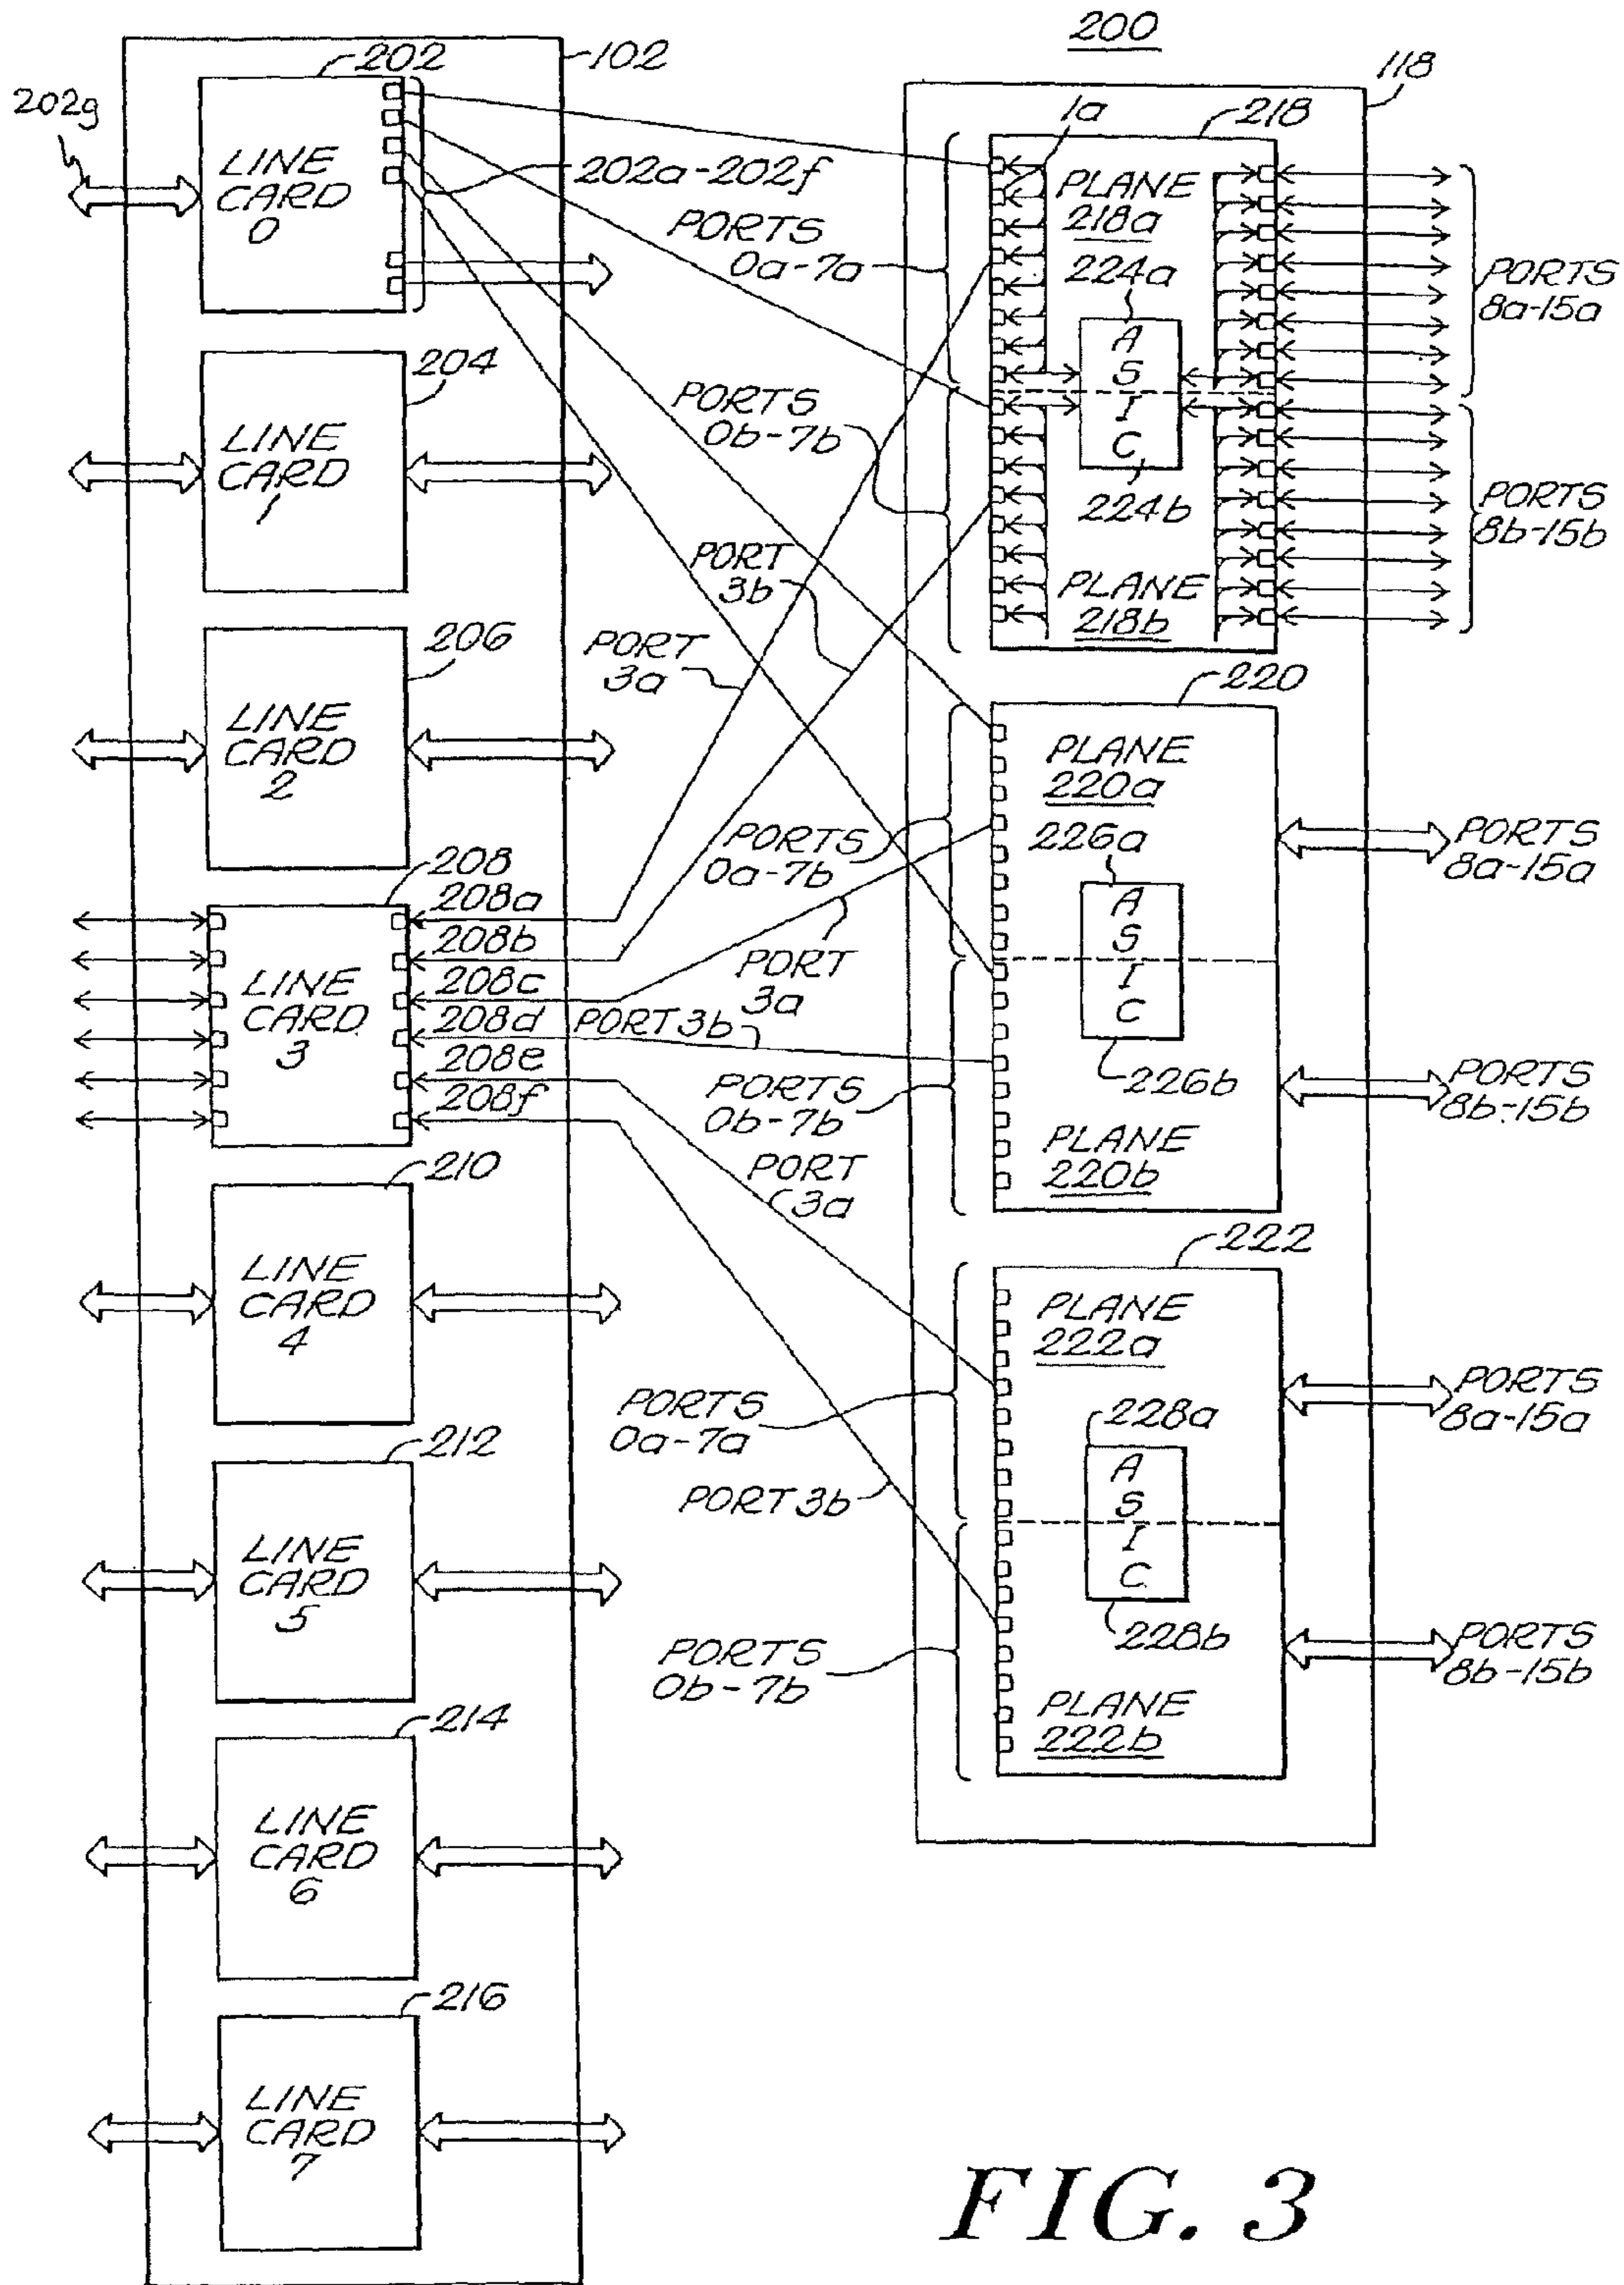 200
202
102
118
202g
218
1a
LINE
CARD
0
202a-202f
PLANE
218a
PORTS
0a-7a
224a
PORTS
8a-15a
A
S
I
C
204
PORTS
0b-7b
LINE
CARD
1
224b
PORTS
8b-15b
PORT
3b
PLANE
218b
206
PORT
3a
220
LINE
CARD
2
PLANE
220a
PORTS
0a-7b
226a
PORTS
8a-15a
208
208a
A
S
I
C
208b
208c
LINE
CARD
3
PORT
3a
208d
PORT 3b
208e
208f
226b
PORTS
0b-7b
PORTS
8b-15b
PLANE
220b
210
PORT
3a
222
LINE
CARD
4
PLANE
222a
PORTS
0a-7a
PORTS
8a-15a
228a
212
A
S
I
C
PORT 3b
LINE
CARD
5
228b
PORTS
0b-7b
PORTS
8b-15b
214
PLANE
222b
LINE
CARD
6
216
LINE
CARD
7
FIG. 3